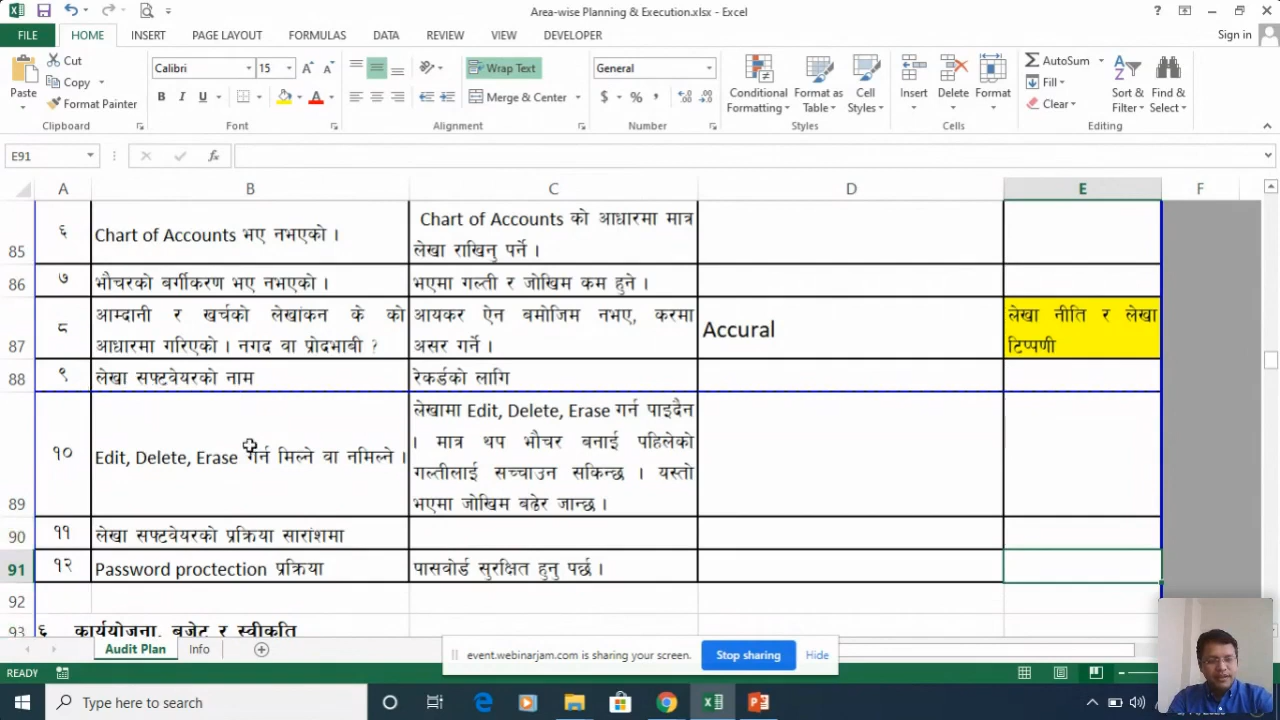 Area-wise Planning & Execution.xlsx - Excel
FILE HOME INSERT PAGE LAYOUT FORMULAS DATA REVIEW VIEW DEVELOPER Sign in
Paste Cut Copy Format Painter Clipboard
Calibri 15 B I U Font
Wrap Text Merge & Center Alignment
General $ % , Number
Conditional Formatting Format as Table Cell Styles Styles
Insert Delete Format Cells
AutoSum Fill Clear Sort & Filter Find & Select Editing
E91 fx
A B C D E F
85 ६ Chart of Accounts भए नभएको । Chart of Accounts को आधारमा मात्र
लेखा राखिनु पर्ने ।
86 ७ भौचरको बर्गीकरण भए नभएको । भएमा गल्ती र जोखिम कम हुने ।
87 ८ आम्दानी र खर्चको लेखांकन के को आयकर ऐन बमोजिम नभए, करमा Accural लेखा नीति र लेखा
आधारमा गरिएको । नगद वा प्रोदभावी ? असर गर्ने । टिप्पणी
88 ९ लेखा सफ्टवेयरको नाम रेकर्डको लागि
89 १० Edit, Delete, Erase गर्न मिल्ने वा नमिल्ने । लेखामा Edit, Delete, Erase गर्न पाइदैन
। मात्र थप भौचर बनाई पहिलेको
गल्तीलाई सच्चाउन सकिन्छ । यस्तो
भएमा जोखिम बढेर जान्छ ।
90 ११ लेखा सफ्टवेयरको प्रक्रिया सारांशमा
91 १२ Password proctection प्रक्रिया पासवोर्ड सुरक्षित हुनु पर्छ ।
92
93 ६ कार्ययोजना, बजेट र स्वीकृति
Audit Plan Info
event.webinarjam.com is sharing your screen. Stop sharing Hide
READY
Type here to search